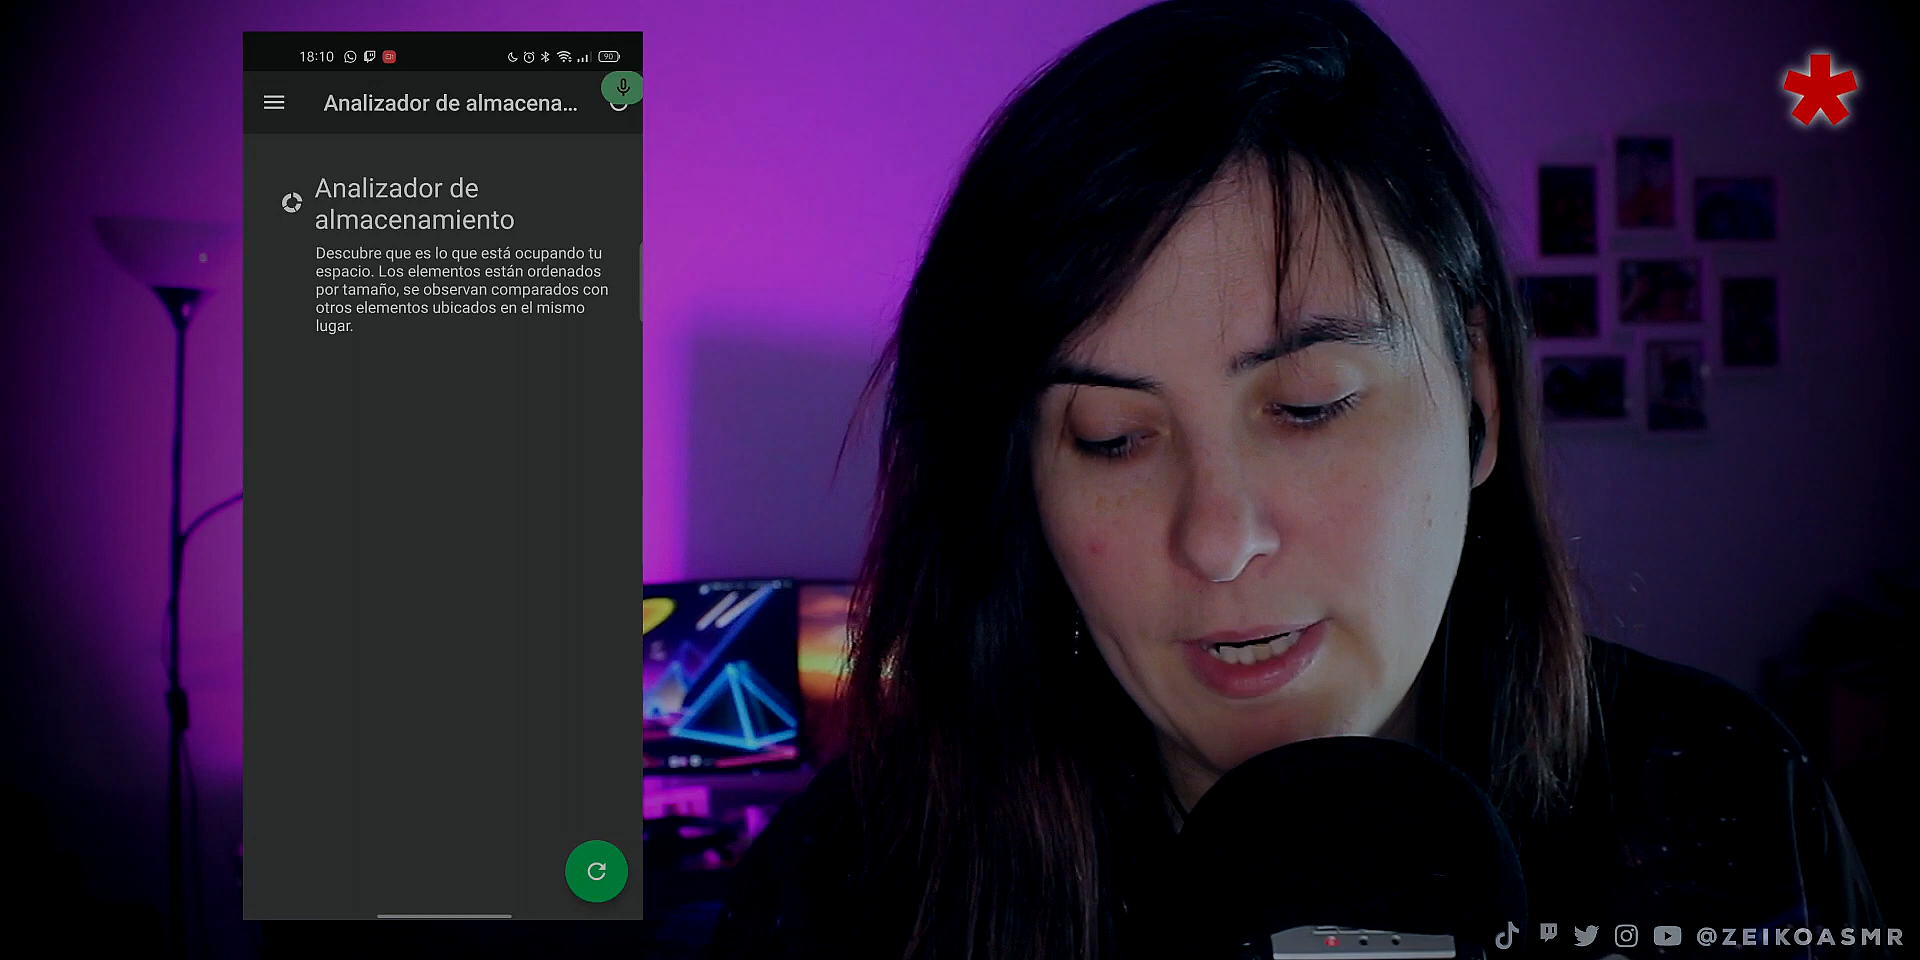 18:10
90
Analizador de almacena...
Analizador de
almacenamiento
Descubre que es lo que está ocupando tu
espacio. Los elementos están ordenados
por tamaño, se observan comparados con
otros elementos ubicados en el mismo
lugar.
@ZEIKOASMR